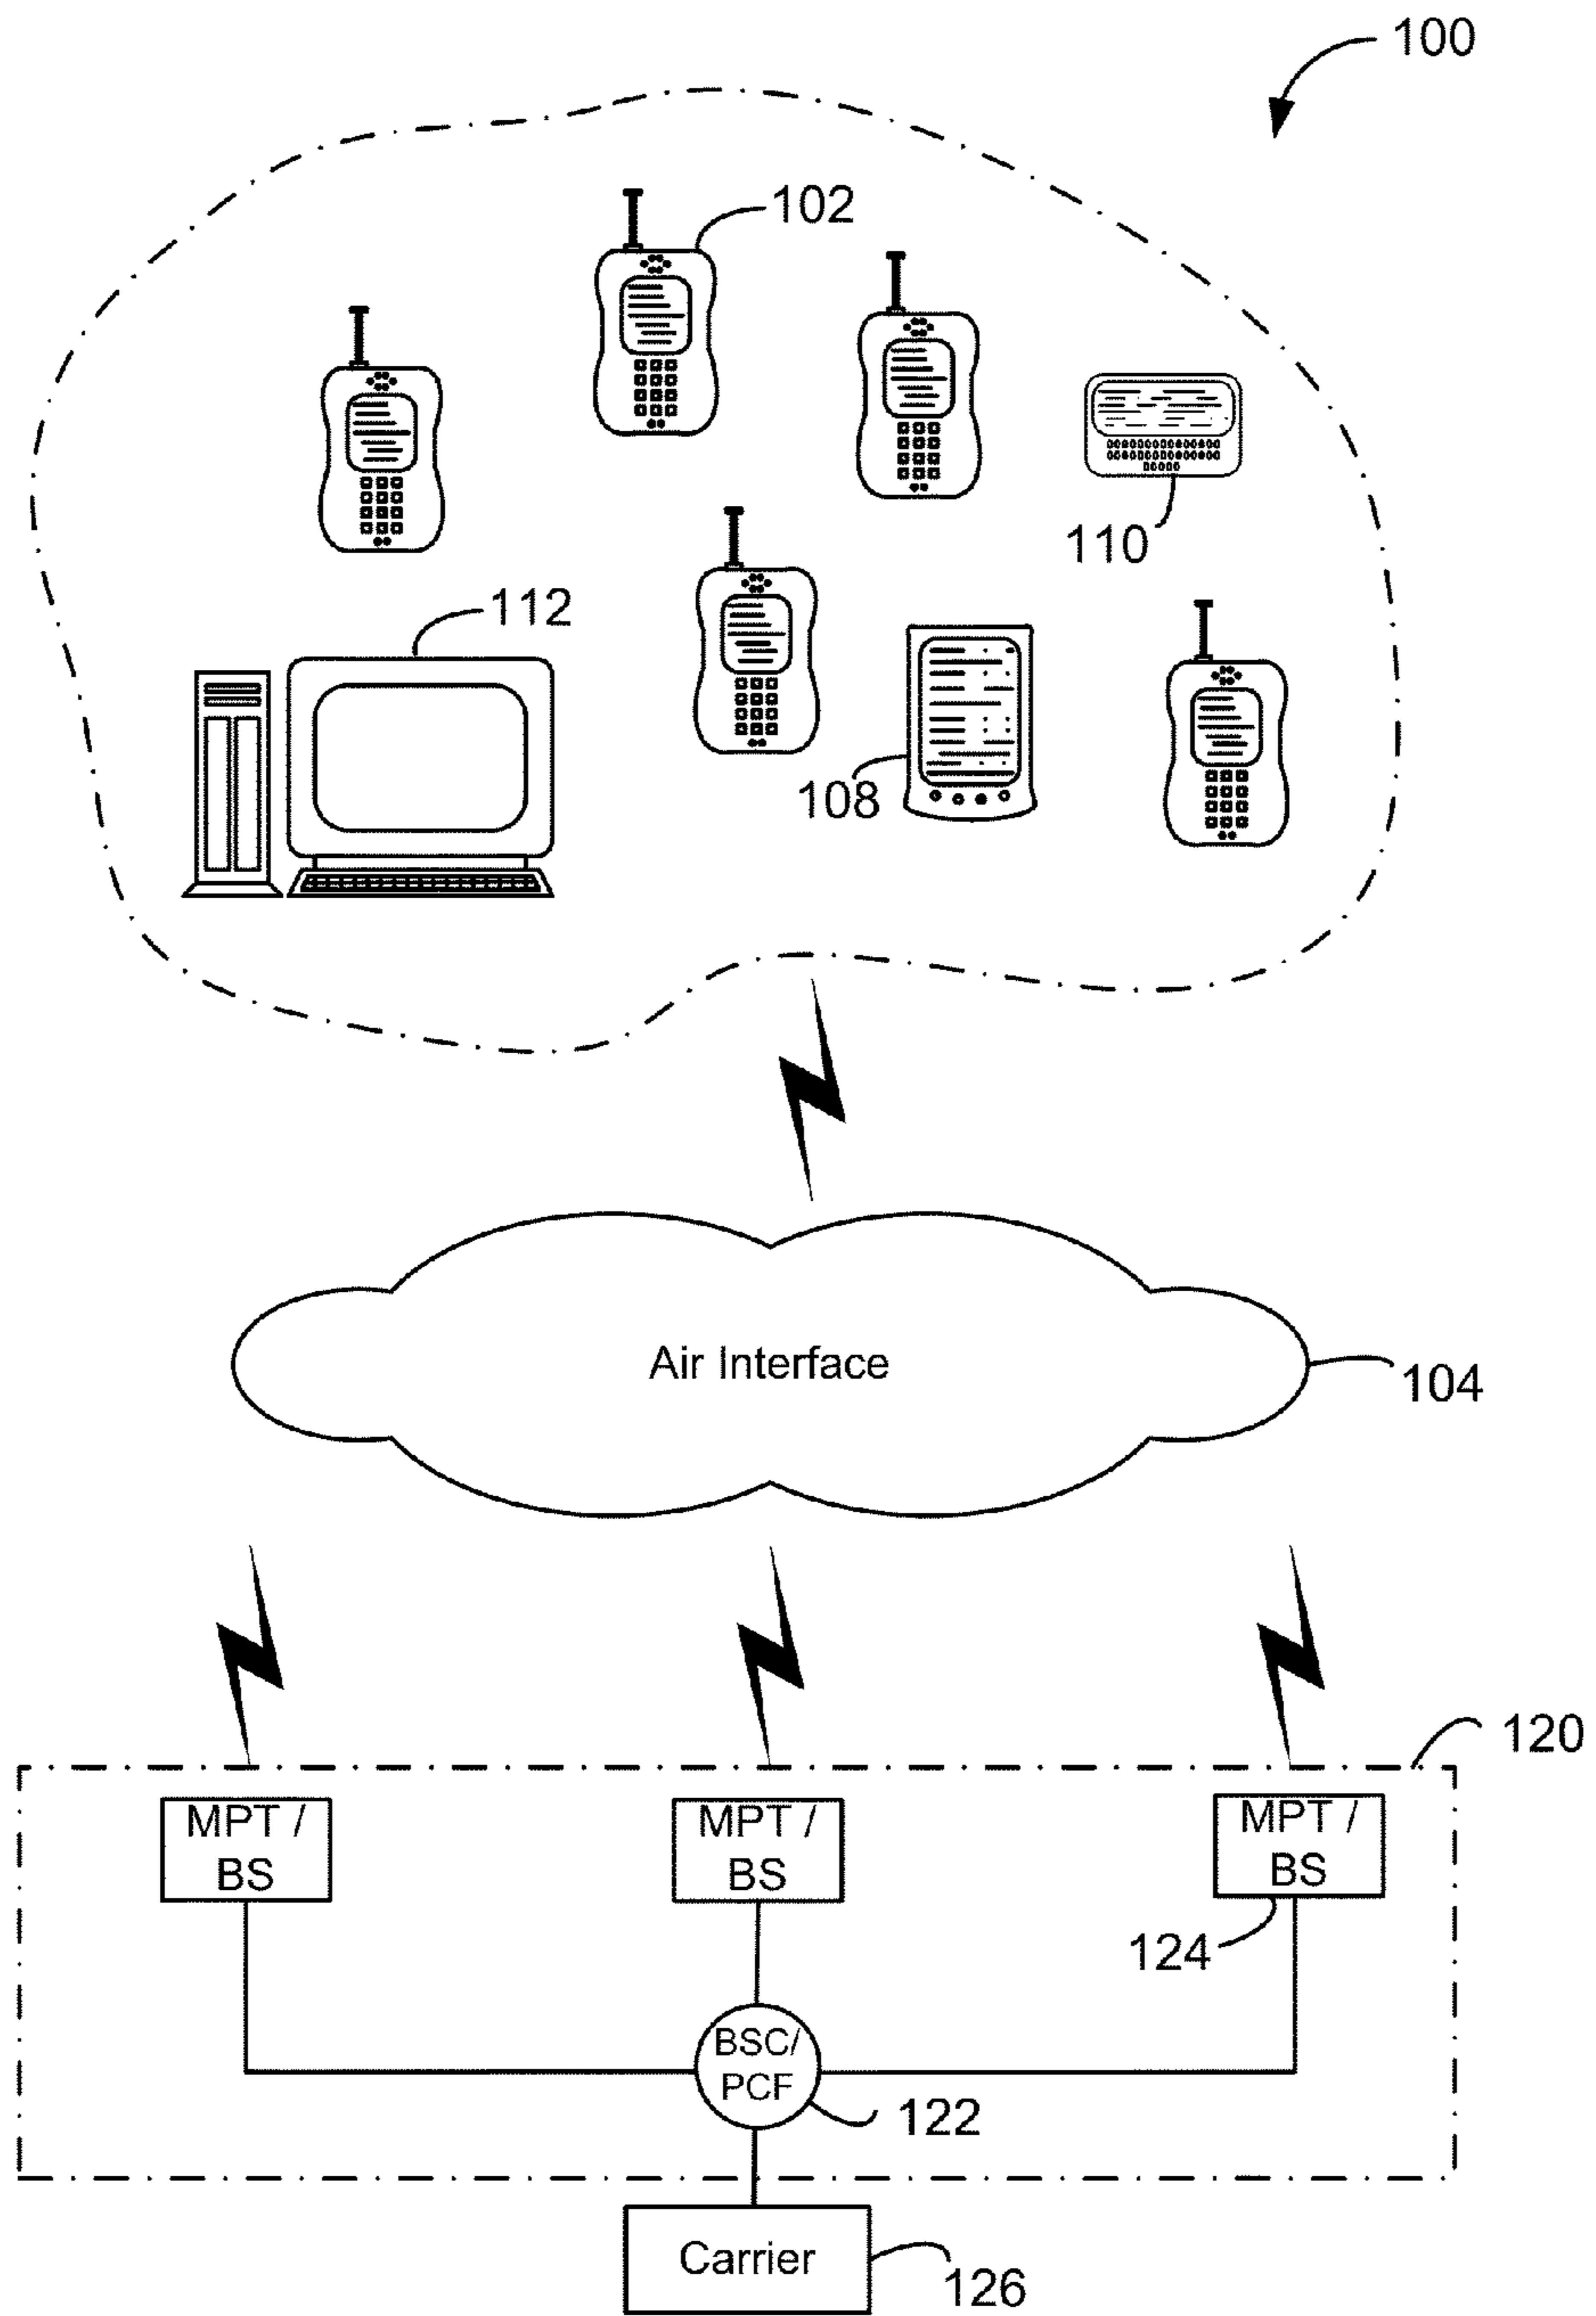 100
102
110
112
108
Air Interface
104
120
MPT /
BS
MPT /
BS
MPT /
BS
124
BSC/
PCF
122
Carrier
126